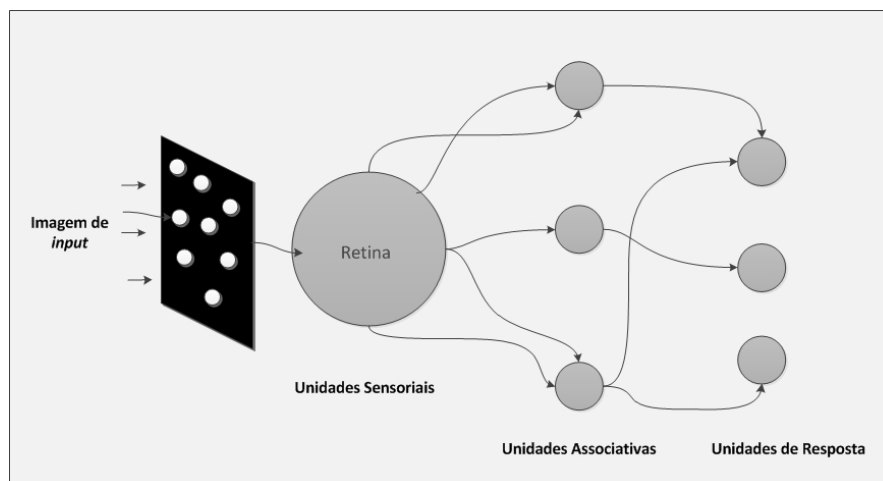 Imagem de
input
Retina
Unidades Sensoriais
Unidades Associativas
Unidades de Resposta